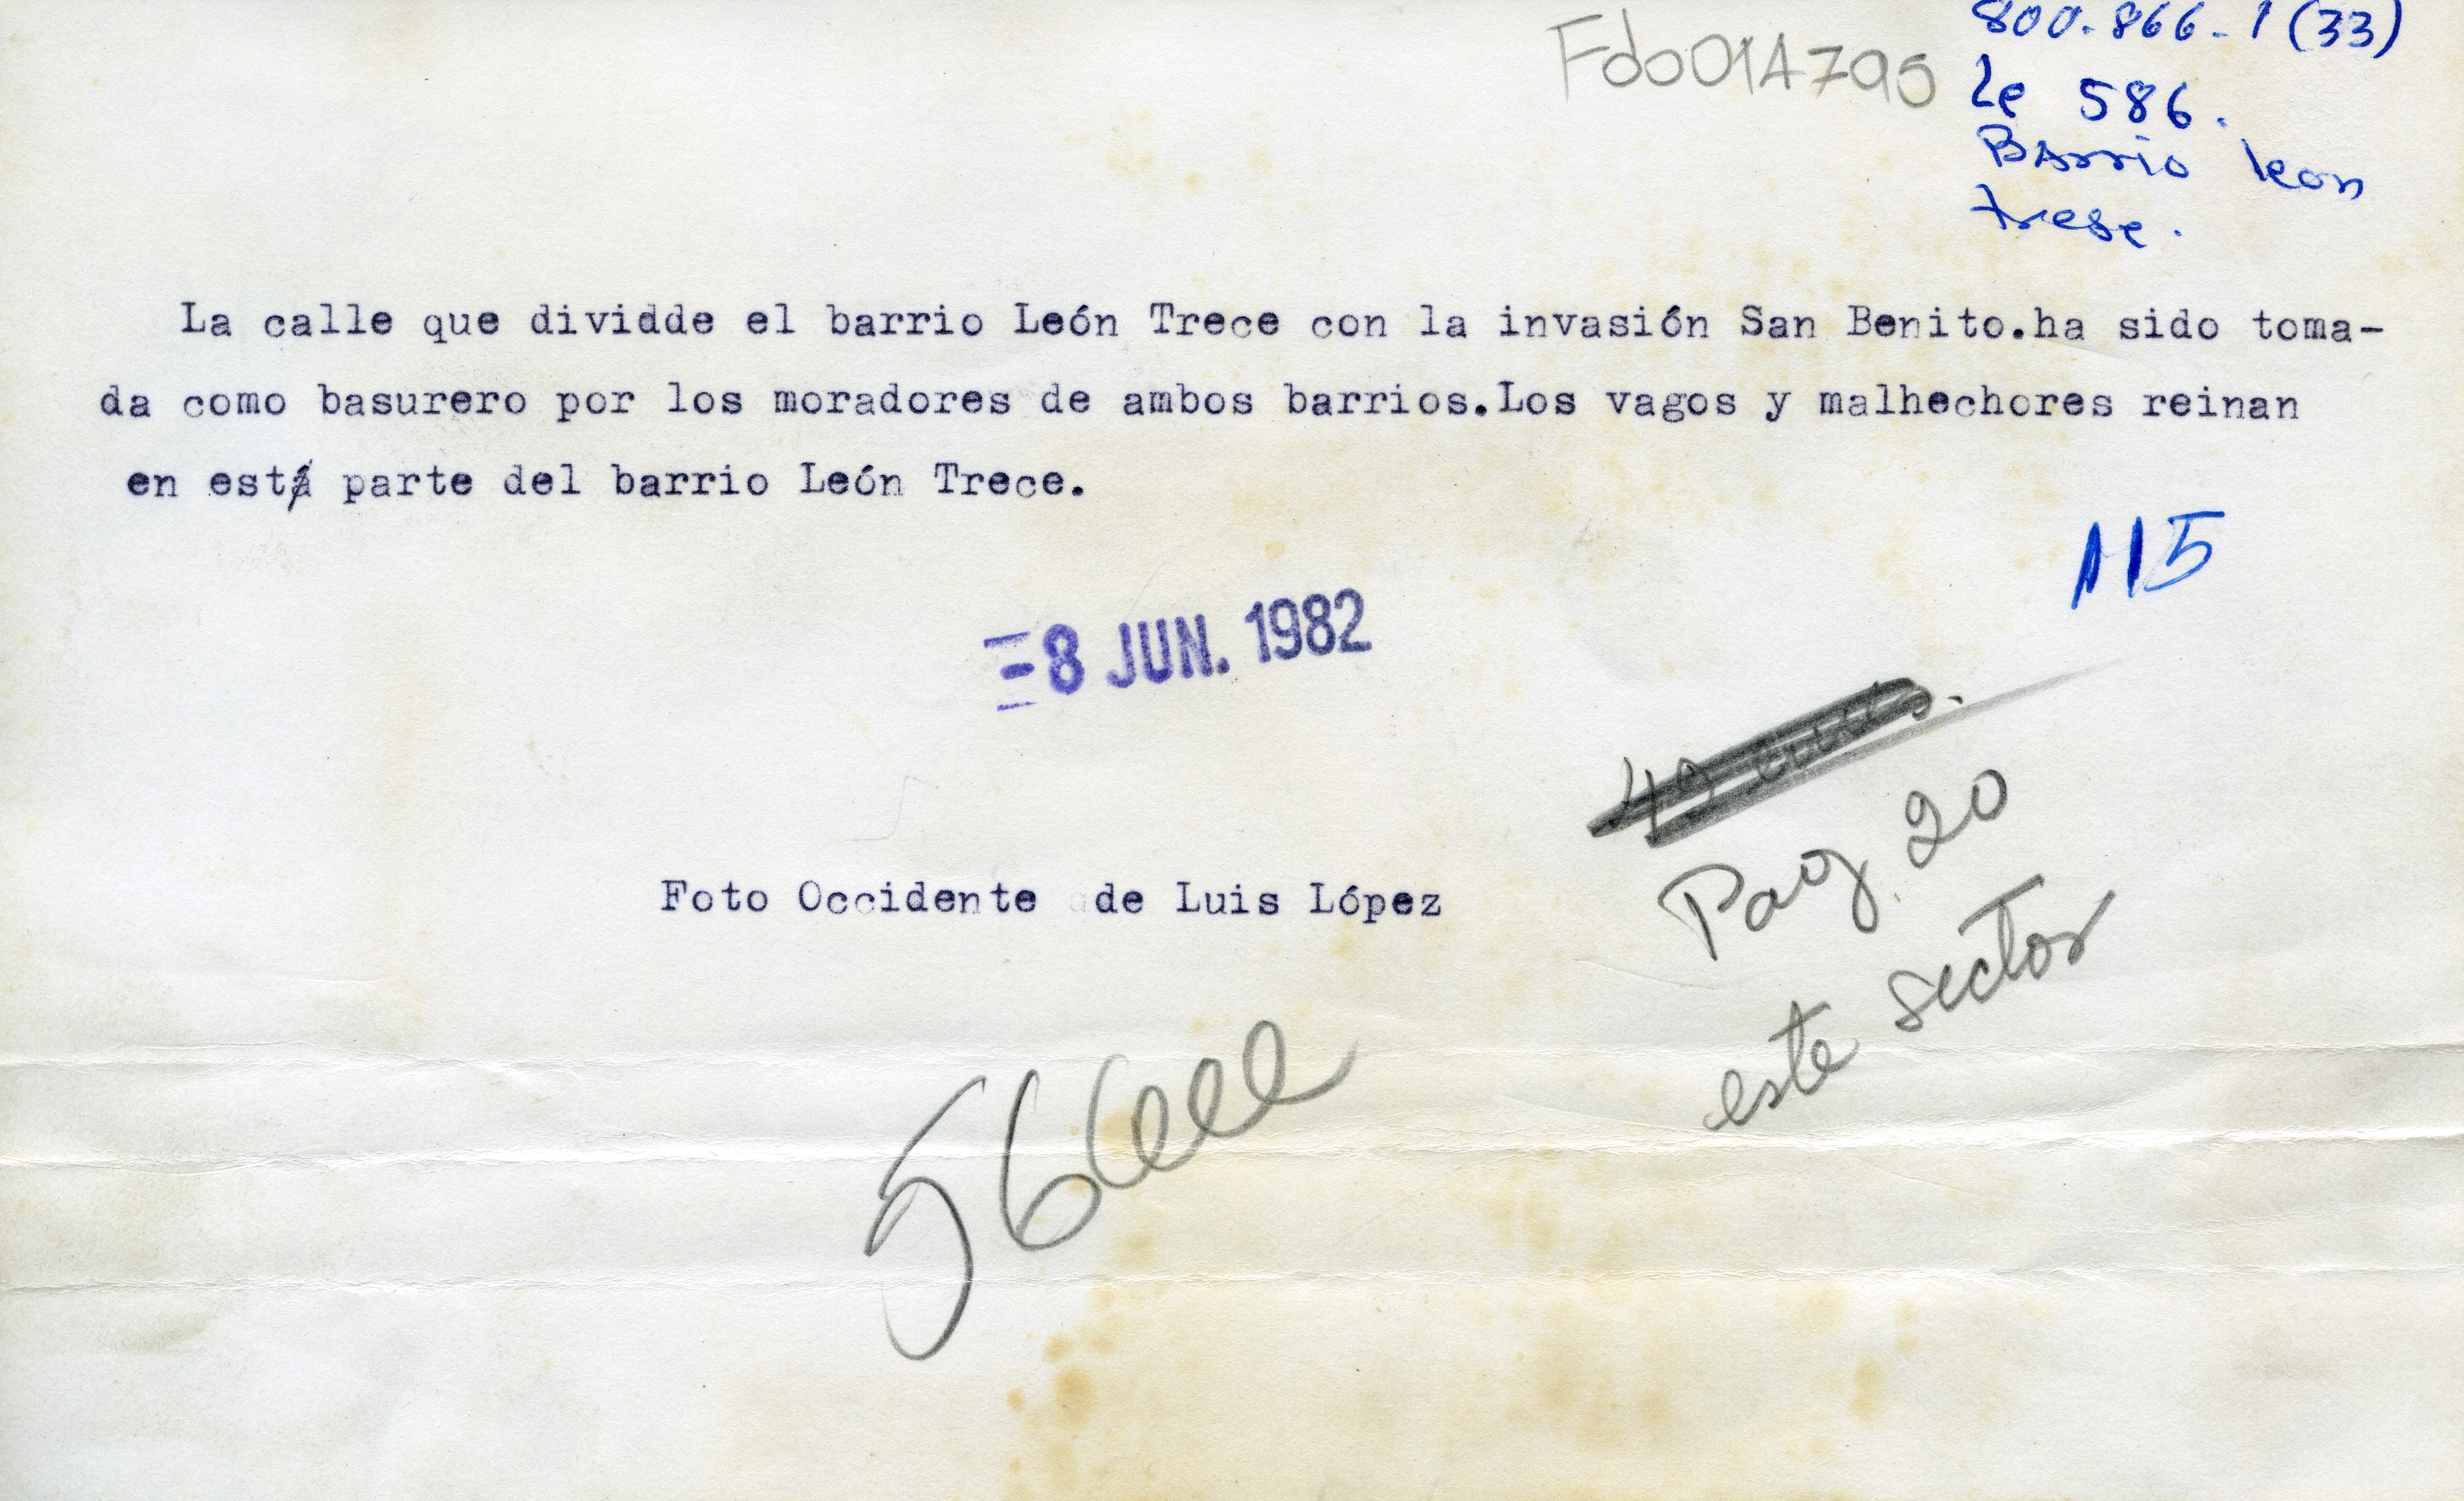 800.866-1(33)
Fdo014795
Le 586.
Barrio leon
trese.
La calle que dividde el barrio León Trece con la invasión San Benito.ha sido toma-
da como basurero por los moradores de ambos barrios.Los vagos y malhechores reinan
en está parte del barrio León Trece.
115
-8 JUN. 1982
49
Pag. 20
Foto Occidente de Luis López
este sector